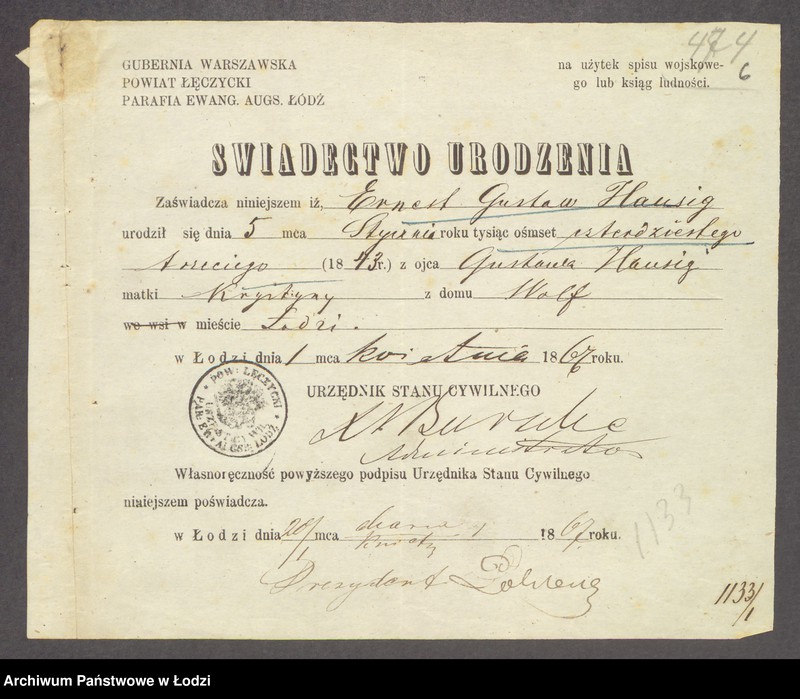 474
6
GUBERNIA WARSZAWSKA
POWIAT ŁĘCZYCKI
PARAFIA EWANG. AUGS. ŁÓDŹ
na użytek spisu wojskowe-
go lub ksiąg ludności.
SWIADECTWO URODZENIA
Zaświadcza niniejszem iż, Ernest Gustaw Hausig
urodził się dnia 5 mca Stycznia roku tysiąc ośmset czterdziestego
trzeciego (1843r.) z ojca Gustawa Hausig
matki Krystyny z domu Wolf
we wsi w mieście Łodzi.
w Łodzi dnia 1 mca kwietnia 1867 roku.
URZĘDNIK STANU CYWILNEGO
POW: ŁĘCZYCKI
Administrator
Własnoręczność powyższego podpisu Urzędnika Stanu Cywilnego
niniejszem poświadcza.
w Łodzi dnia 20/1 mca 1867 roku.
1133
Prezydent
1133/1
Archiwum Państwowe w Łodzi